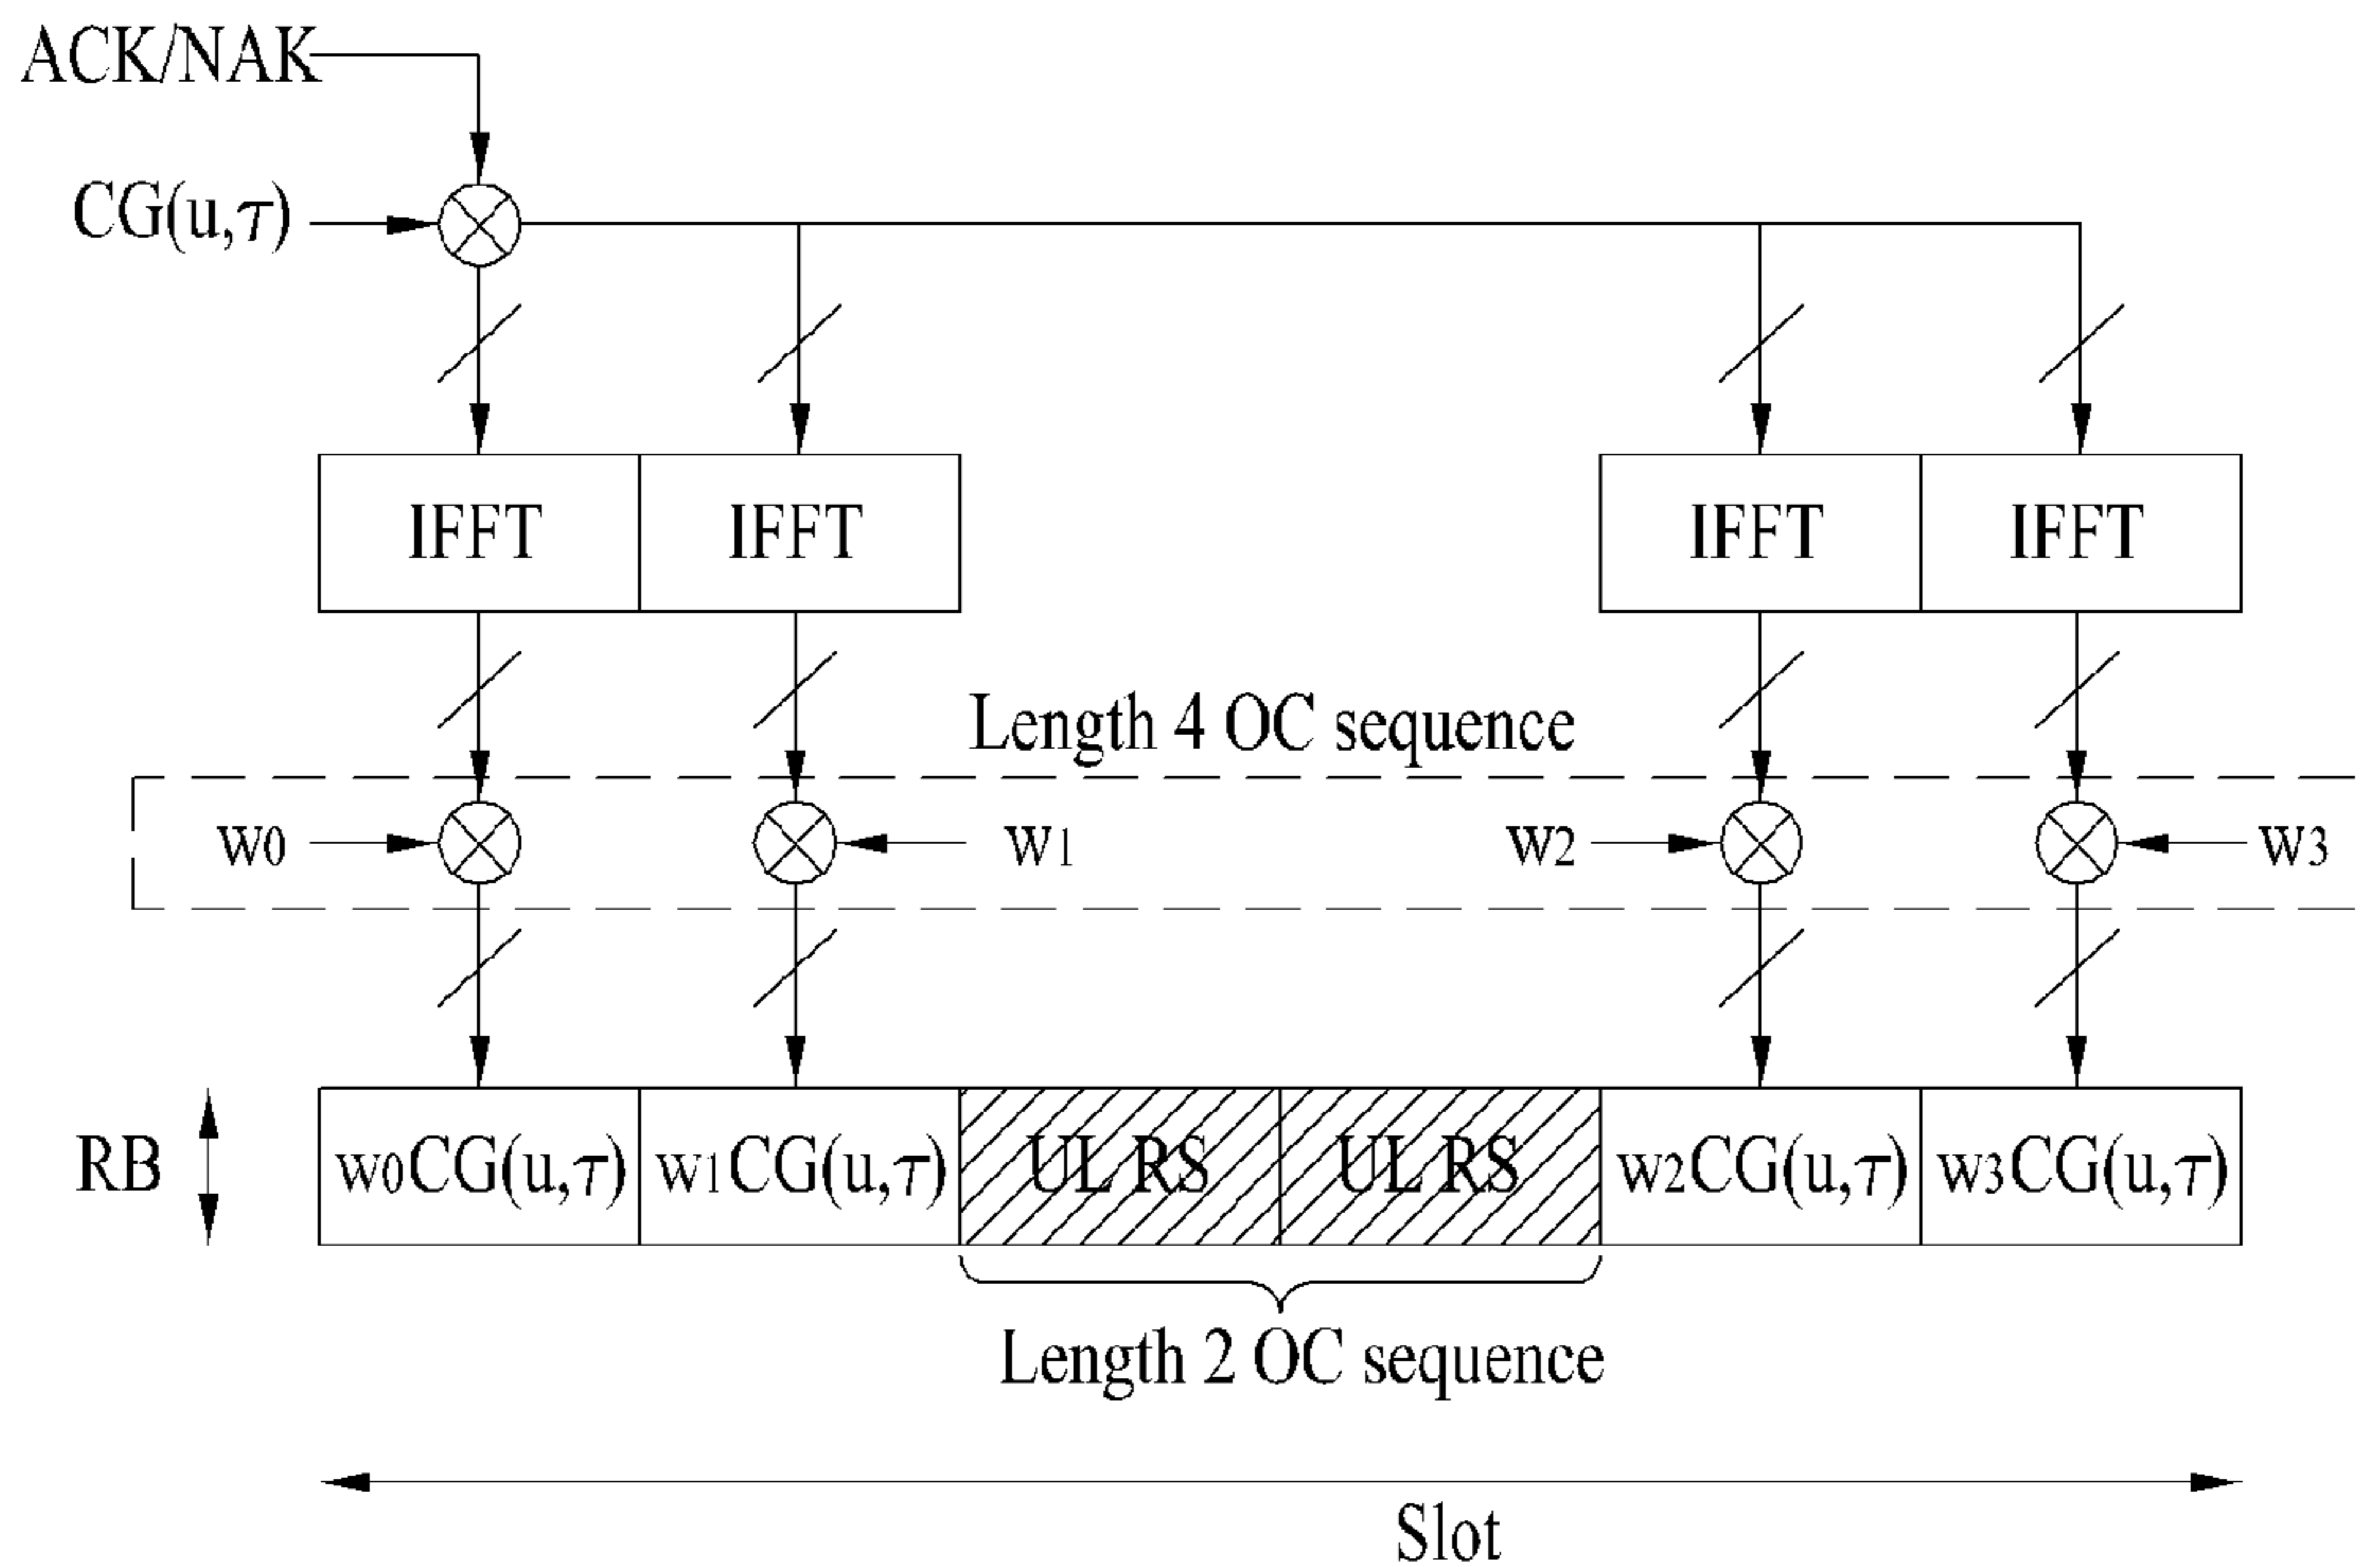 ACK/NAK
CG(u,τ)
IFFT IFFT IFFT IFFT
Length 4 OC sequence
w0 w1 w2 w3
RB w0CG(u,τ) w1CG(u,τ) UL RS UL RS w2CG(u,τ) w3CG(u,τ)
Length 2 OC sequence
Slot